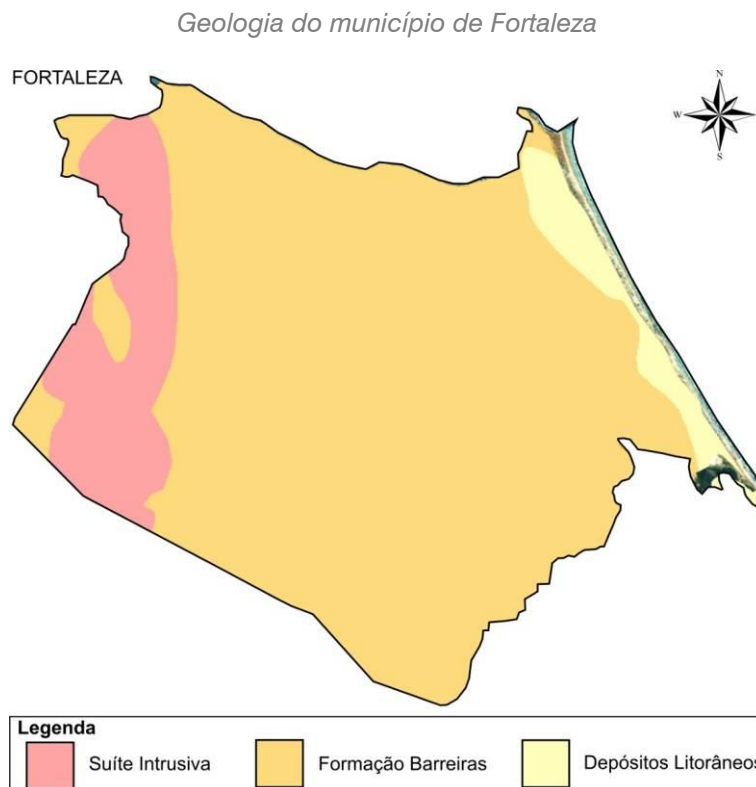 Geologia do município de Fortaleza
FORTALEZA
N
W
S
Legenda
Suíte Intrusiva
Formação Barreiras
Depósitos Litorâneos